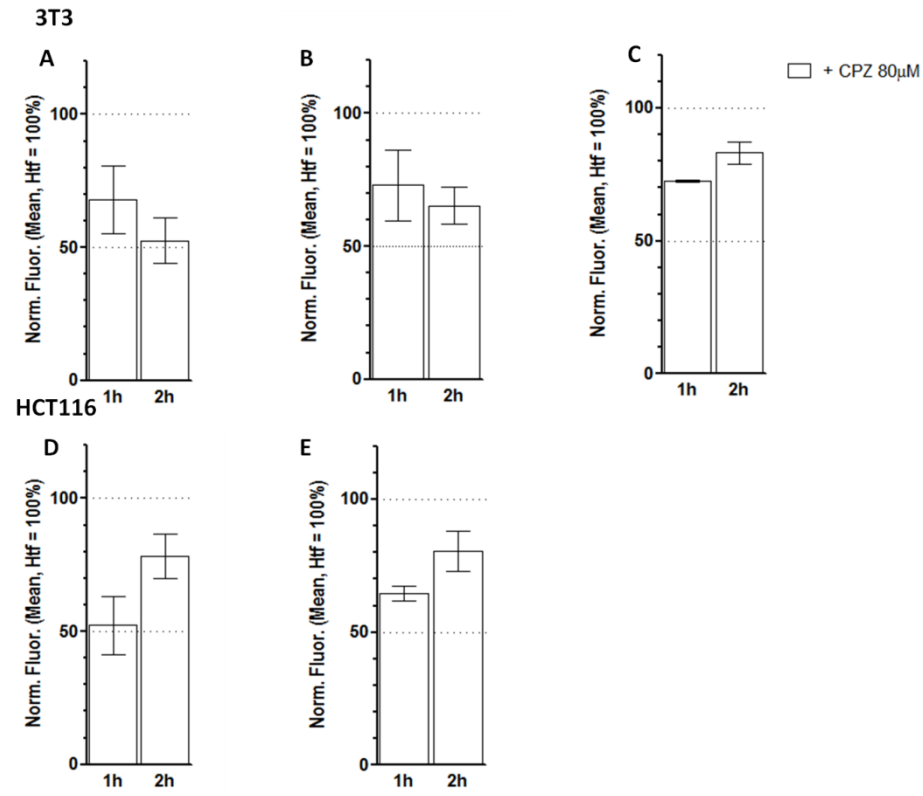 3T3
A
Norm. Fluor. (Mean, Htf = 100%)
100
50
0
1h 2h
B
Norm. Fluor. (Mean, Htf = 100%)
100
50
0
1h 2h
C
Norm. Fluor. (Mean, Htf = 100%)
100
50
0
1h 2h
+ CPZ 80μM
HCT116
D
Norm. Fluor. (Mean, Htf = 100%)
100
50
0
1h 2h
E
Norm. Fluor. (Mean, Htf = 100%)
100
50
0
1h 2h